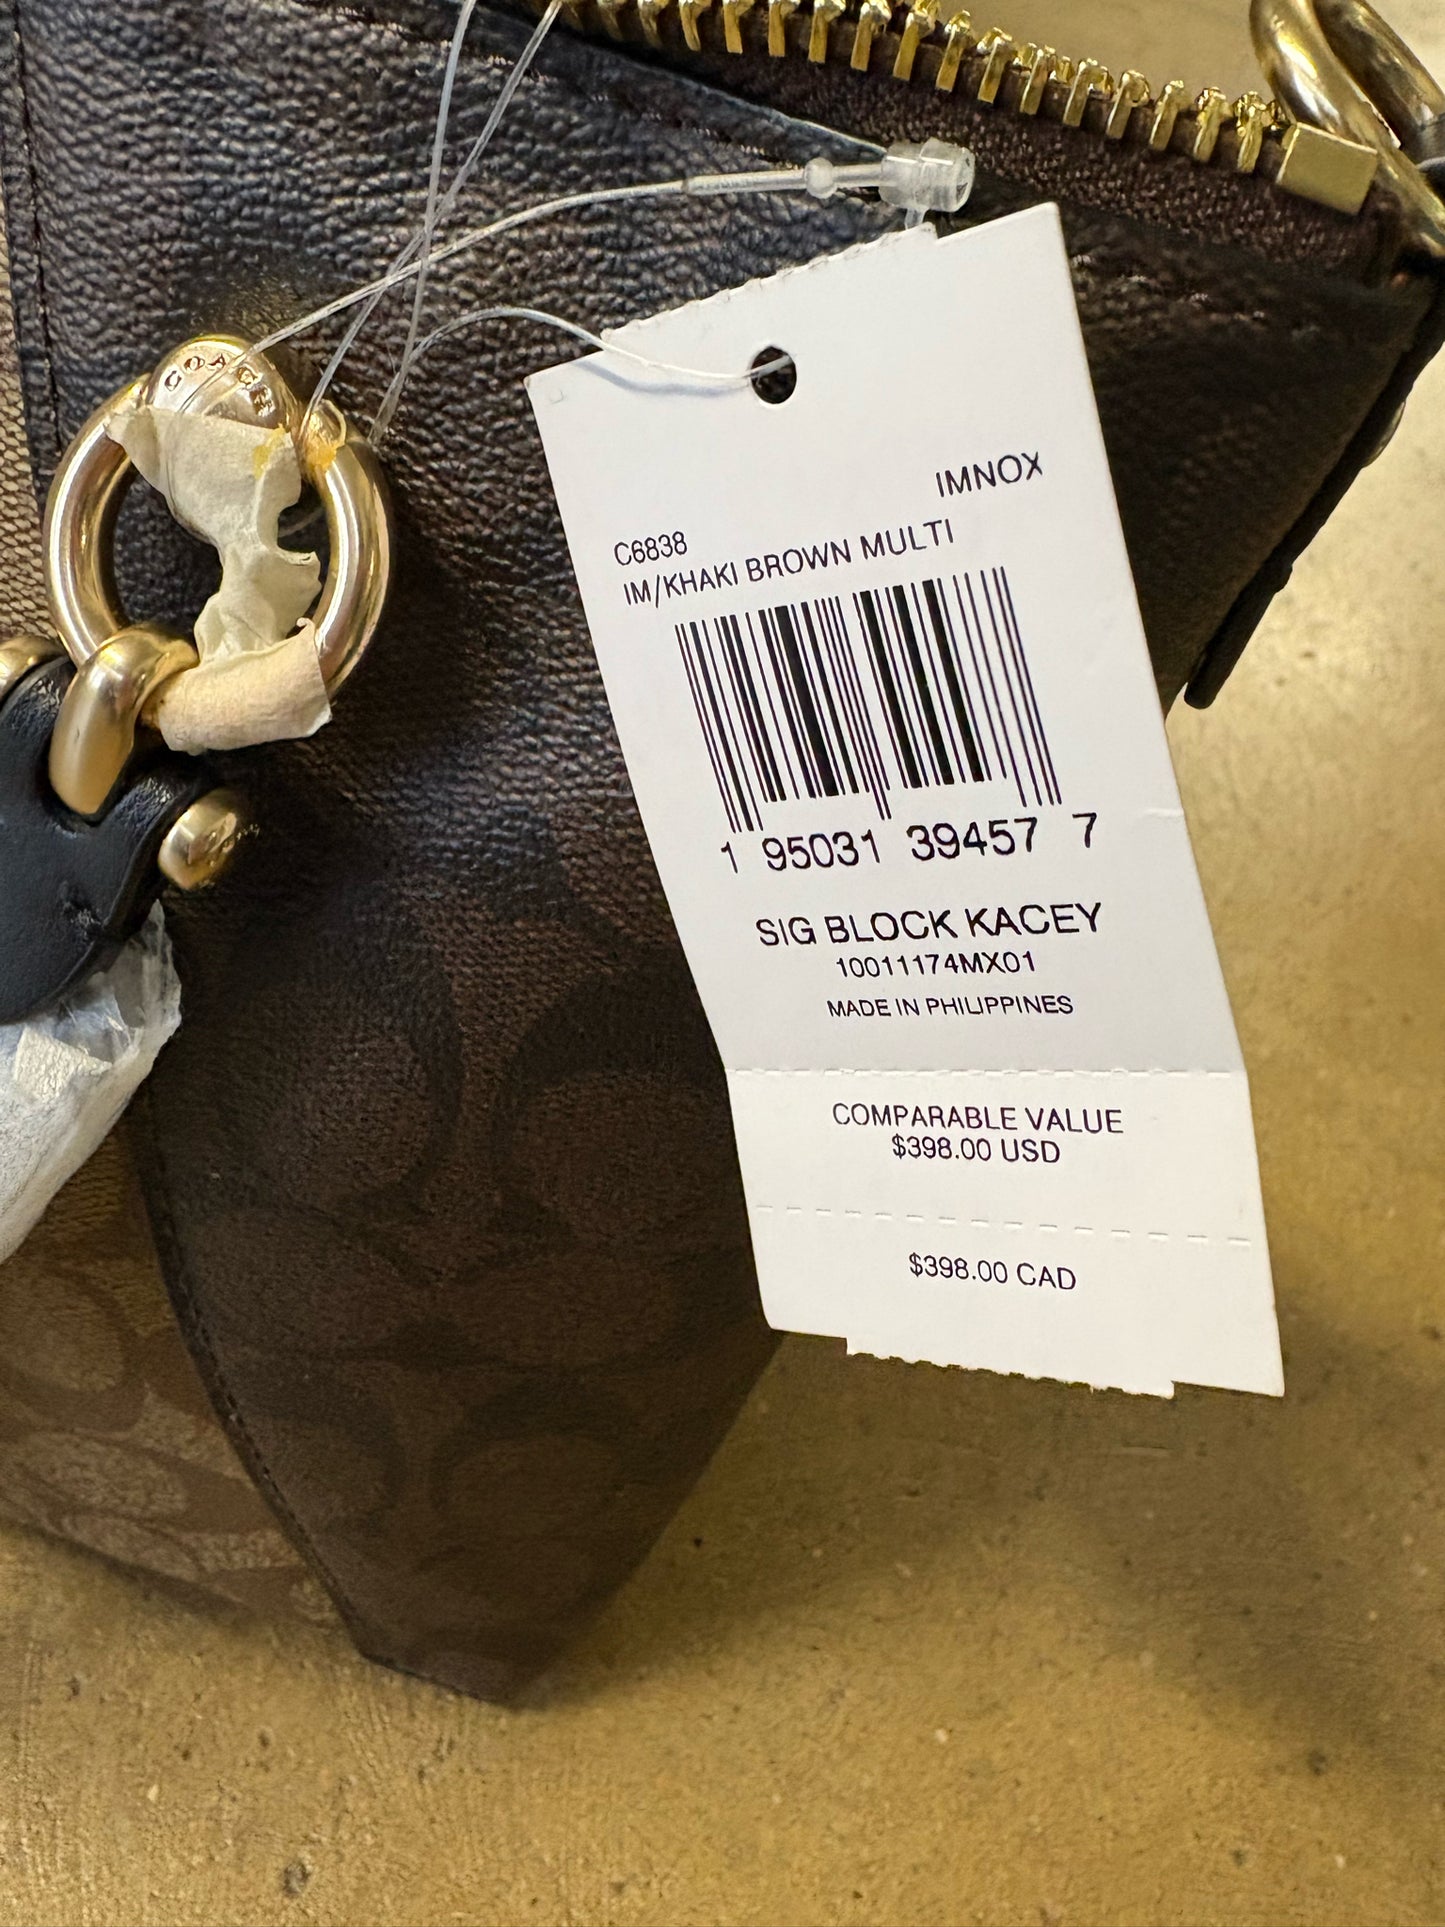 COACH
IMNOX
C6838
IM/KHAKI BROWN MULTI
1 95031 39457 7
SIG BLOCK KACEY
10011174MX01
MADE IN PHILIPPINES
COMPARABLE VALUE
$398.00 USD
$398.00 CAD